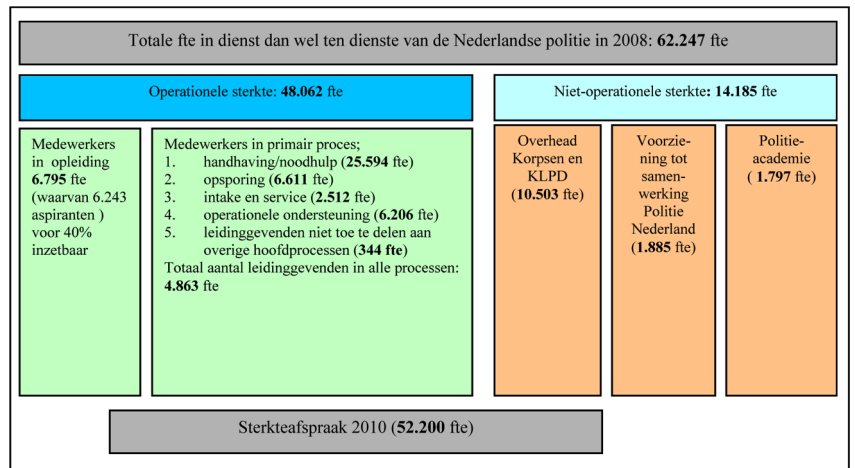 Totale fte in dienst dan wel ten dienste van de Nederlandse politie in 2008: 62.247 fte
Operationele sterkte: 48.062 fte
Niet-operationele sterkte: 14.185 fte
Medewerkers
in opleiding
6.795 fte
(waarvan 6.243
aspiranten )
voor 40%
inzetbaar
Medewerkers in primair proces;
1. handhaving/noodhulp (25.594 fte)
2. opsporing (6.611 fte)
3. intake en service (2.512 fte)
4. operationele ondersteuning (6.206 fte)
5. leidinggevenden niet toe te delen aan
overige hoofdprocessen (344 fte)
Totaal aantal leidinggevenden in alle processen:
4.863 fte
Overhead
Korpsen en
KLPD
(10.503 fte)
Voorzie-
ning tot
samen-
werking
Politie
Nederland
(1.885 fte)
Politie-
academie
( 1.797 fte)
Sterkteafspraak 2010 (52.200 fte)